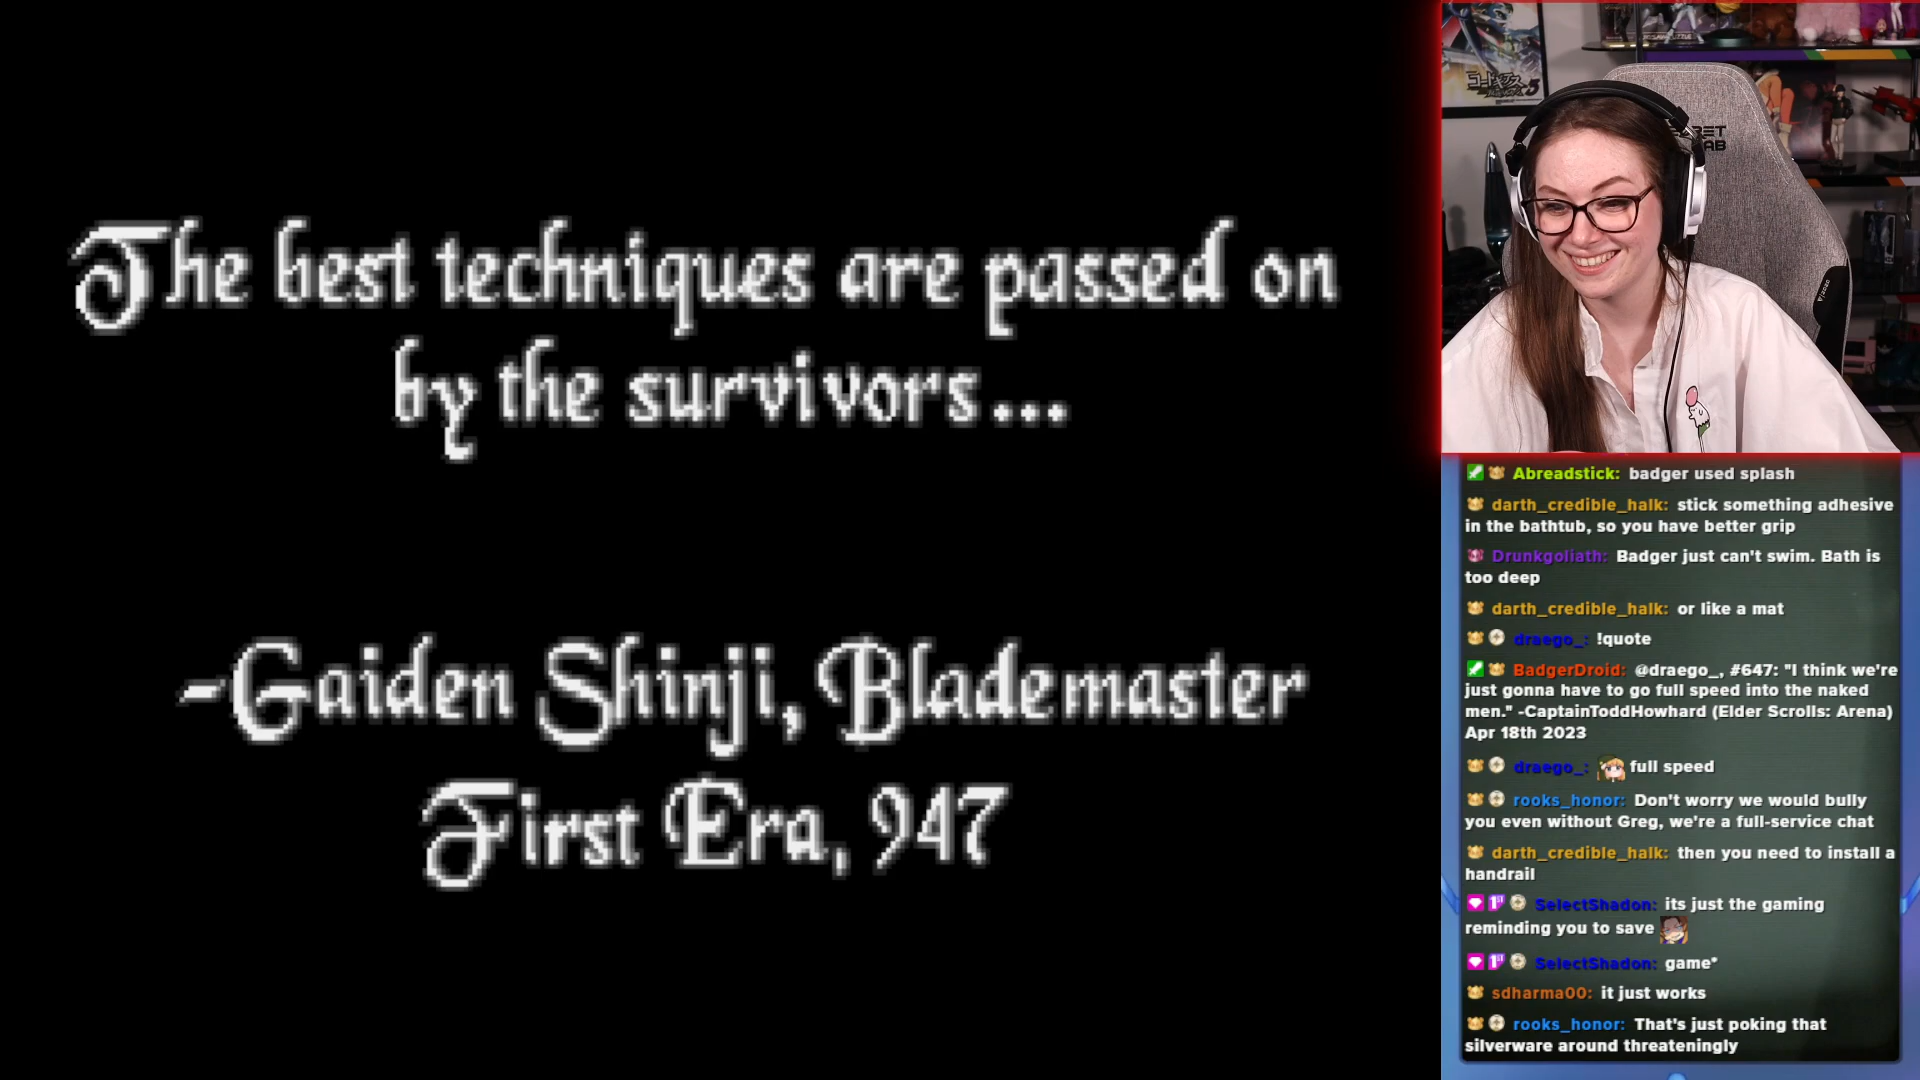 The best techniques are passed on
by the survivors...
-Gaiden Shinji, Blademaster
First Era, 947
コードギアス
Abreadstick: badger used splash
darth_credible_halk: stick something adhesive
in the bathtub, so you have better grip
Drunkgoliath: Badger just can't swim. Bath is
too deep
darth_credible_halk: or like a mat
draego_: !quote
BadgerDroid: @draego_, #647: "I think we're
just gonna have to go full speed into the naked
men." -CaptainToddHowhard (Elder Scrolls: Arena)
Apr 18th 2023
draego_: full speed
rooks_honor: Don't worry we would bully
you even without Greg, we're a full-service chat
darth_credible_halk: then you need to install a
handrail
SelectShadon: its just the gaming
reminding you to save
SelectShadon: game*
sdharma00: it just works
rooks_honor: That's just poking that
silverware around threateningly